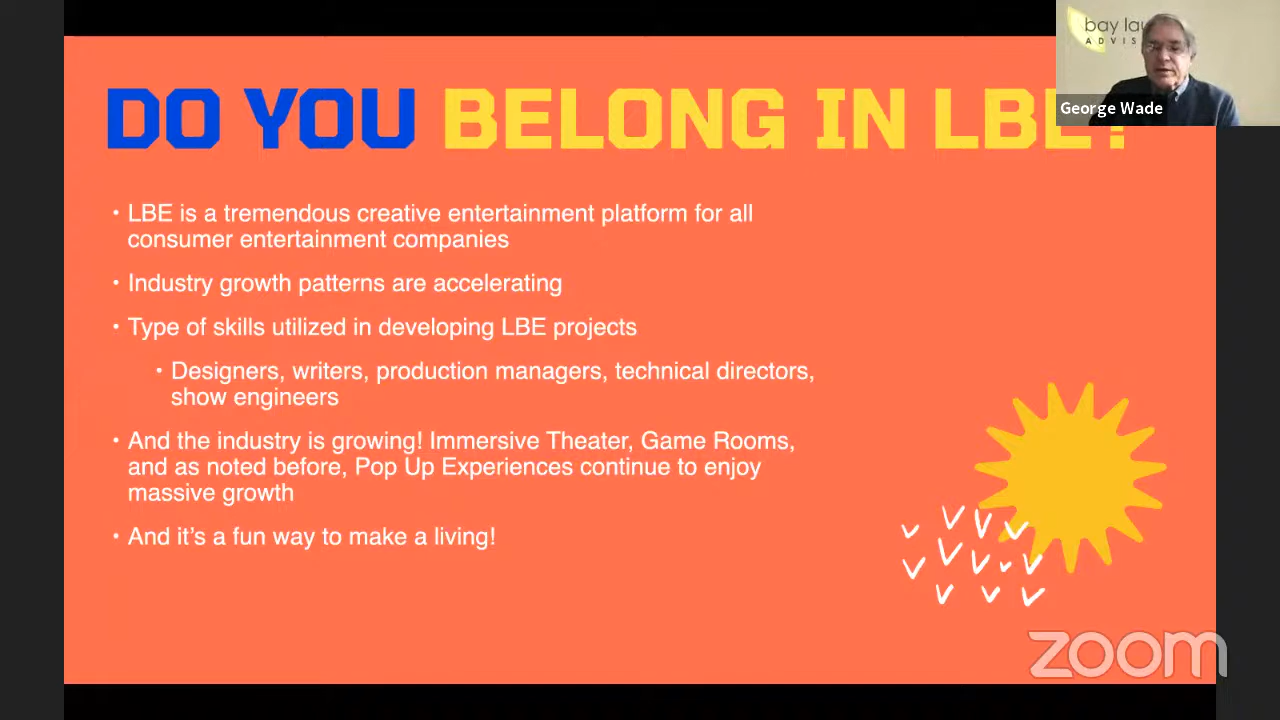 DO YOU BELONG IN LBE?
• LBE is a tremendous creative entertainment platform for all
consumer entertainment companies
• Industry growth patterns are accelerating
• Type of skills utilized in developing LBE projects
• Designers, writers, production managers, technical directors,
show engineers
• And the industry is growing! Immersive Theater, Game Rooms,
and as noted before, Pop Up Experiences continue to enjoy
massive growth
• And it’s a fun way to make a living!
bay
George Wade
zoom